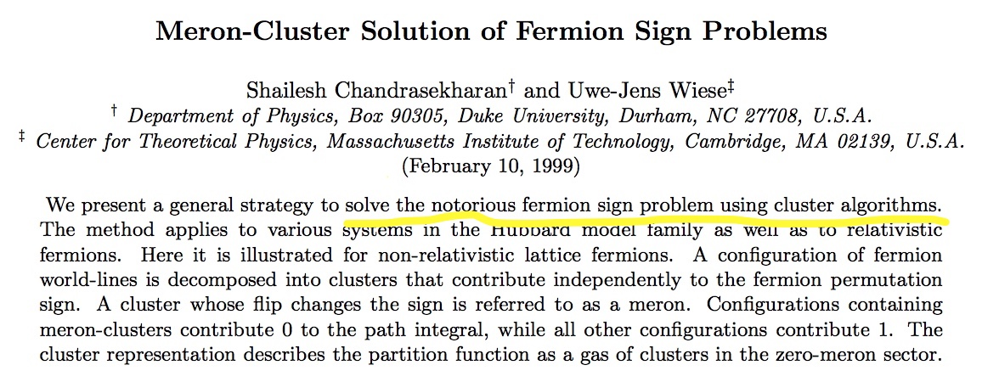 Meron-Cluster Solution of Fermion Sign Problems
Shailesh Chandrasekharan† and Uwe-Jens Wiese‡
† Department of Physics, Box 90305, Duke University, Durham, NC 27708, U.S.A.
‡ Center for Theoretical Physics, Massachusetts Institute of Technology, Cambridge, MA 02139, U.S.A.
(February 10, 1999)
We present a general strategy to solve the notorious fermion sign problem using cluster algorithms.
The method applies to various systems in the Hubbard model family as well as to relativistic
fermions. Here it is illustrated for non-relativistic lattice fermions. A configuration of fermion
world-lines is decomposed into clusters that contribute independently to the fermion permutation
sign. A cluster whose flip changes the sign is referred to as a meron. Configurations containing
meron-clusters contribute 0 to the path integral, while all other configurations contribute 1. The
cluster representation describes the partition function as a gas of clusters in the zero-meron sector.